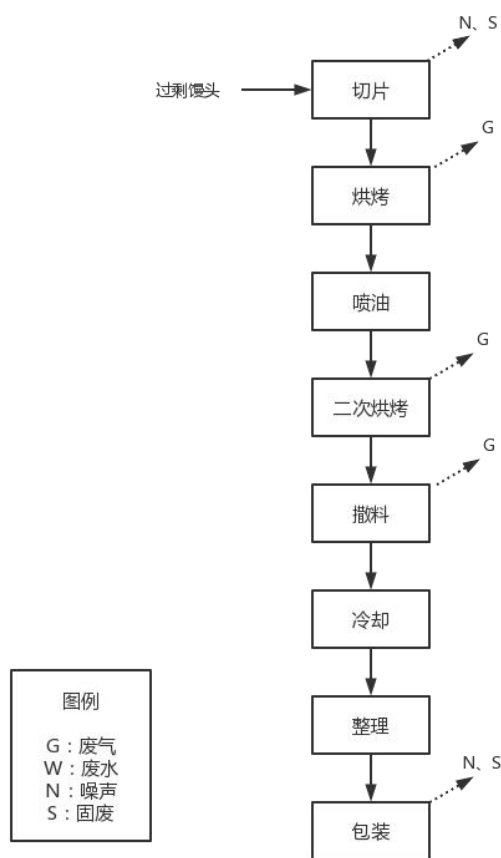 N、S
过剩馒头
切片
G
烘烤
喷油
G
二次烘烤
G
撒料
冷却
整理
N、S
包装
图例
G：废气
W：废水
N：噪声
S：固废